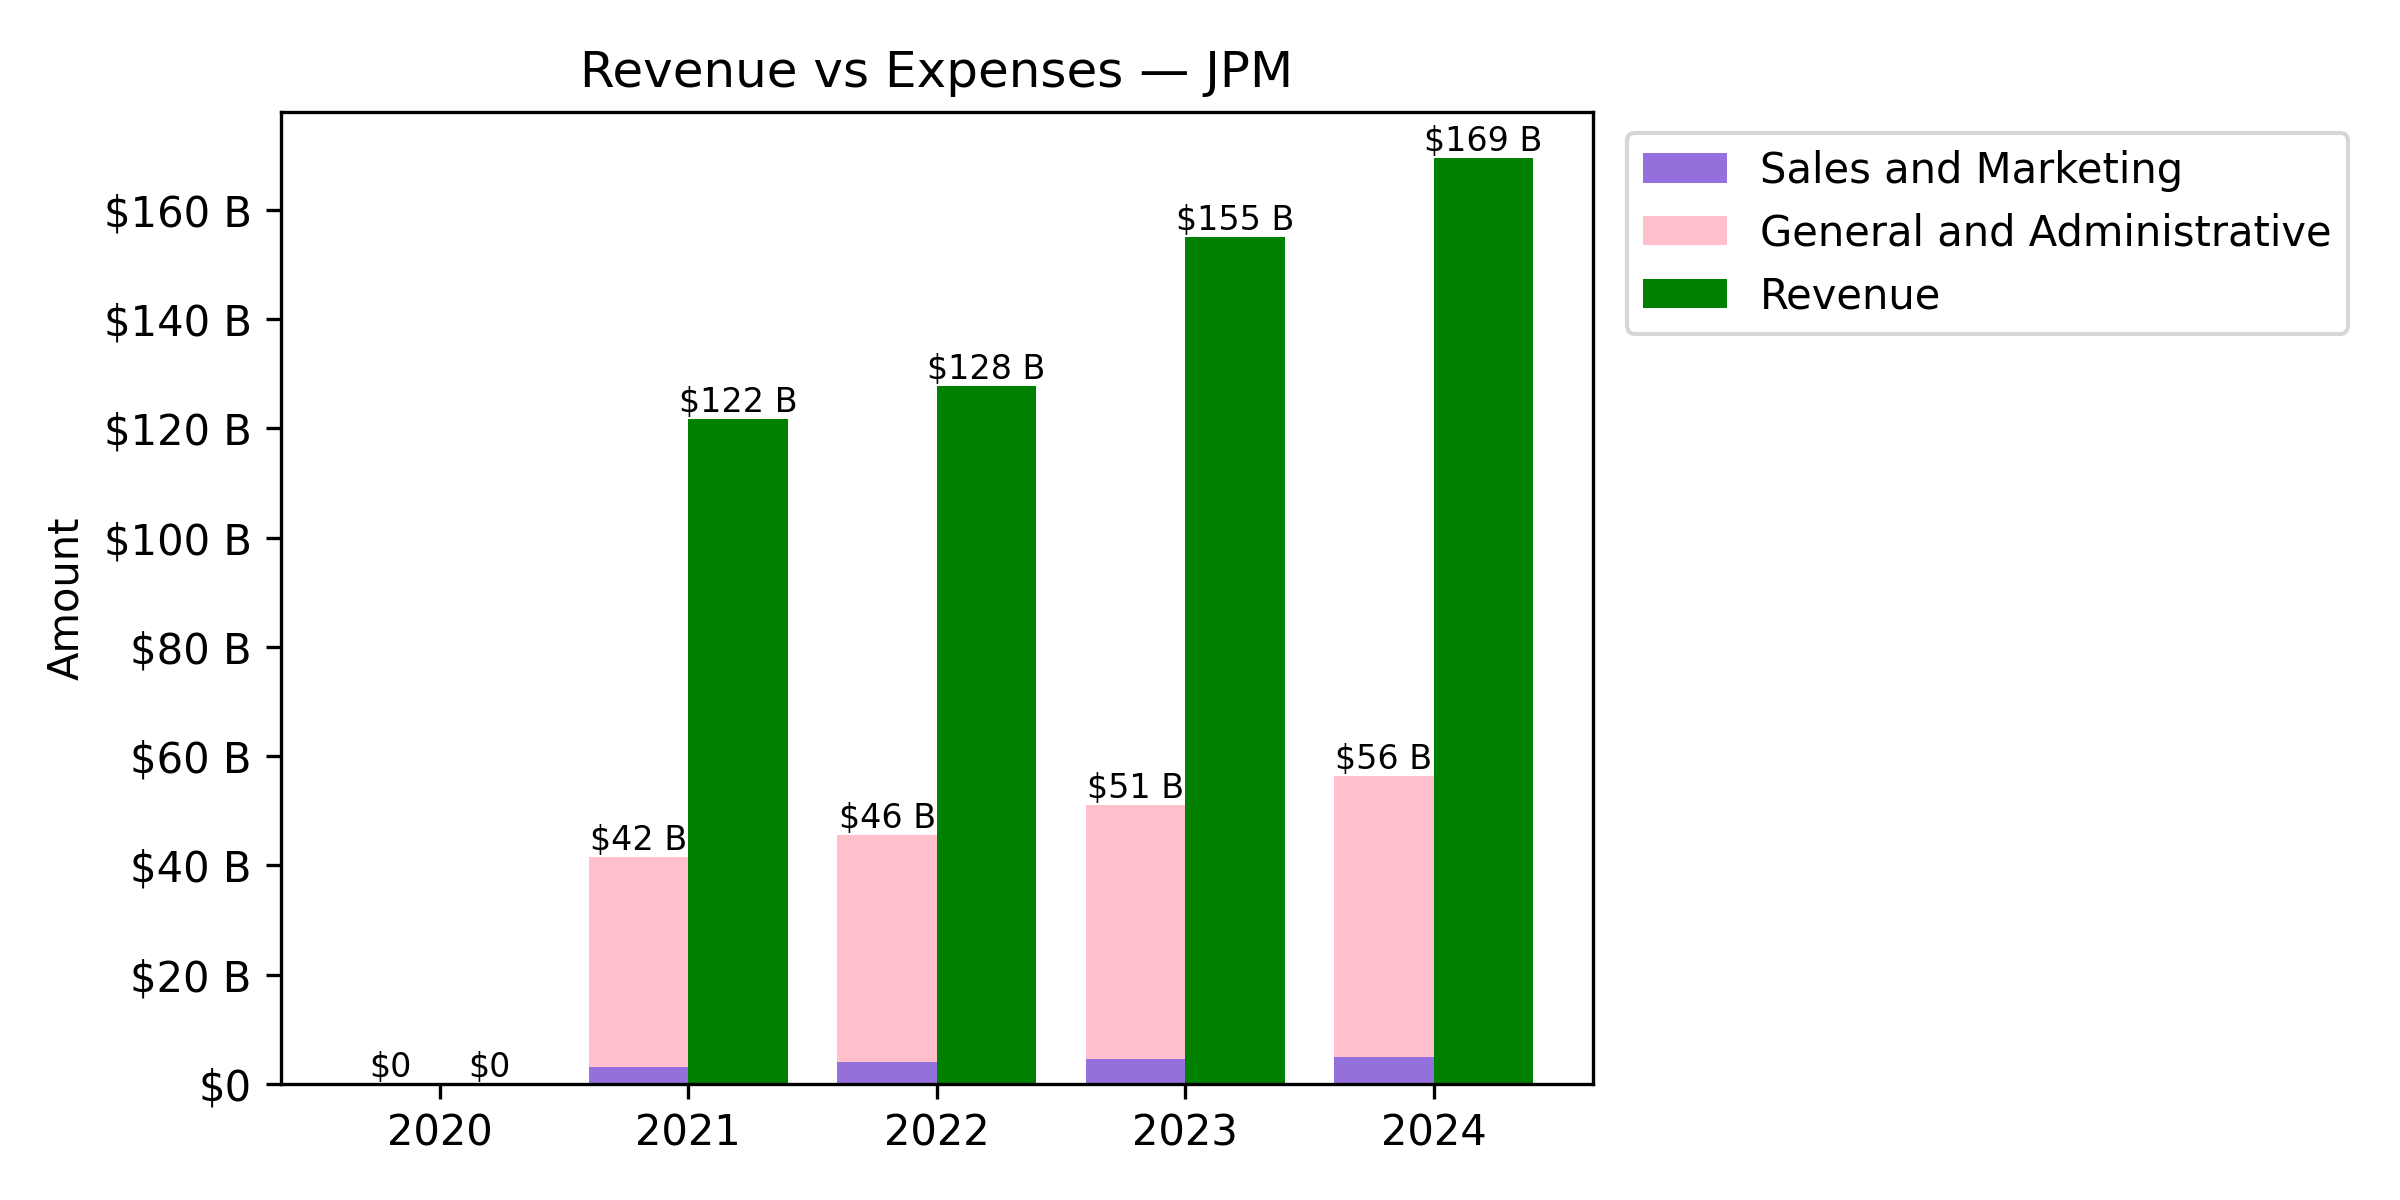 Revenue vs Expenses — JPM
Sales and Marketing
General and Administrative
Revenue
Amount
$160 B
$140 B
$120 B
$100 B
$80 B
$60 B
$40 B
$20 B
$0
$0 $0
$42 B $122 B
$46 B $128 B
$51 B $155 B
$56 B $169 B
2020 2021 2022 2023 2024